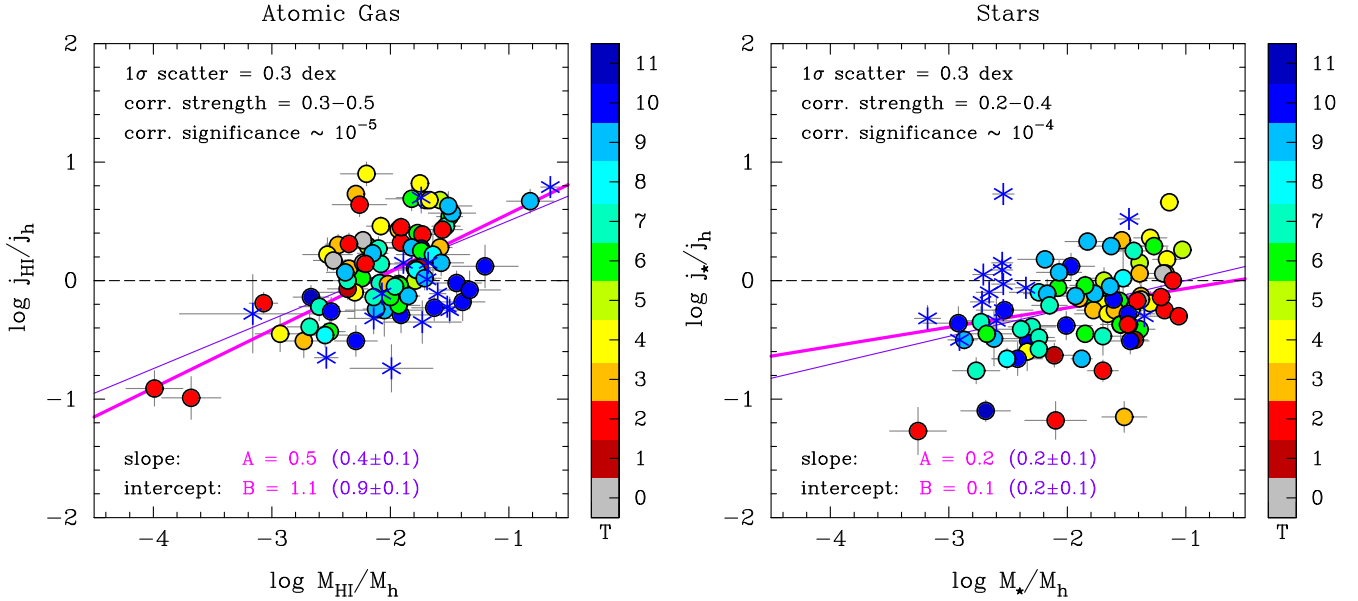 Atomic Gas
1σ scatter = 0.3 dex
corr. strength = 0.3−0.5
corr. significance ~ 10⁻⁵
slope: A = 0.5 (0.4±0.1)
intercept: B = 1.1 (0.9±0.1)
2
1
0
−1
−2
log j_HI/j_h
−4 −3 −2 −1
log M_HI/M_h
11
10
9
8
7
6
5
4
3
2
1
0
T
Stars
1σ scatter = 0.3 dex
corr. strength = 0.2−0.4
corr. significance ~ 10⁻⁴
slope: A = 0.2 (0.2±0.1)
intercept: B = 0.1 (0.2±0.1)
2
1
0
−1
−2
log j_★/j_h
−4 −3 −2 −1
log M_★/M_h
11
10
9
8
7
6
5
4
3
2
1
0
T